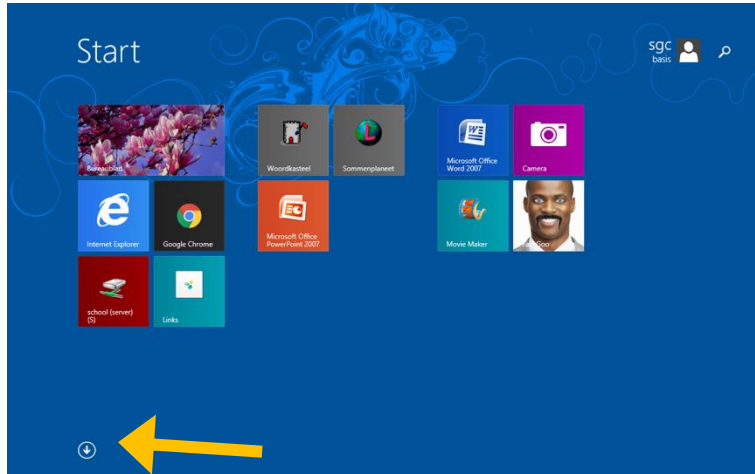 Start
sgc
basis
Bureaublad
Woordkasteel
Sommenplaneet
Microsoft Office
Word 2007
Camera
Internet Explorer
Google Chrome
Microsoft Office
PowerPoint 2007
Movie Maker
school (server)
(S)
Links